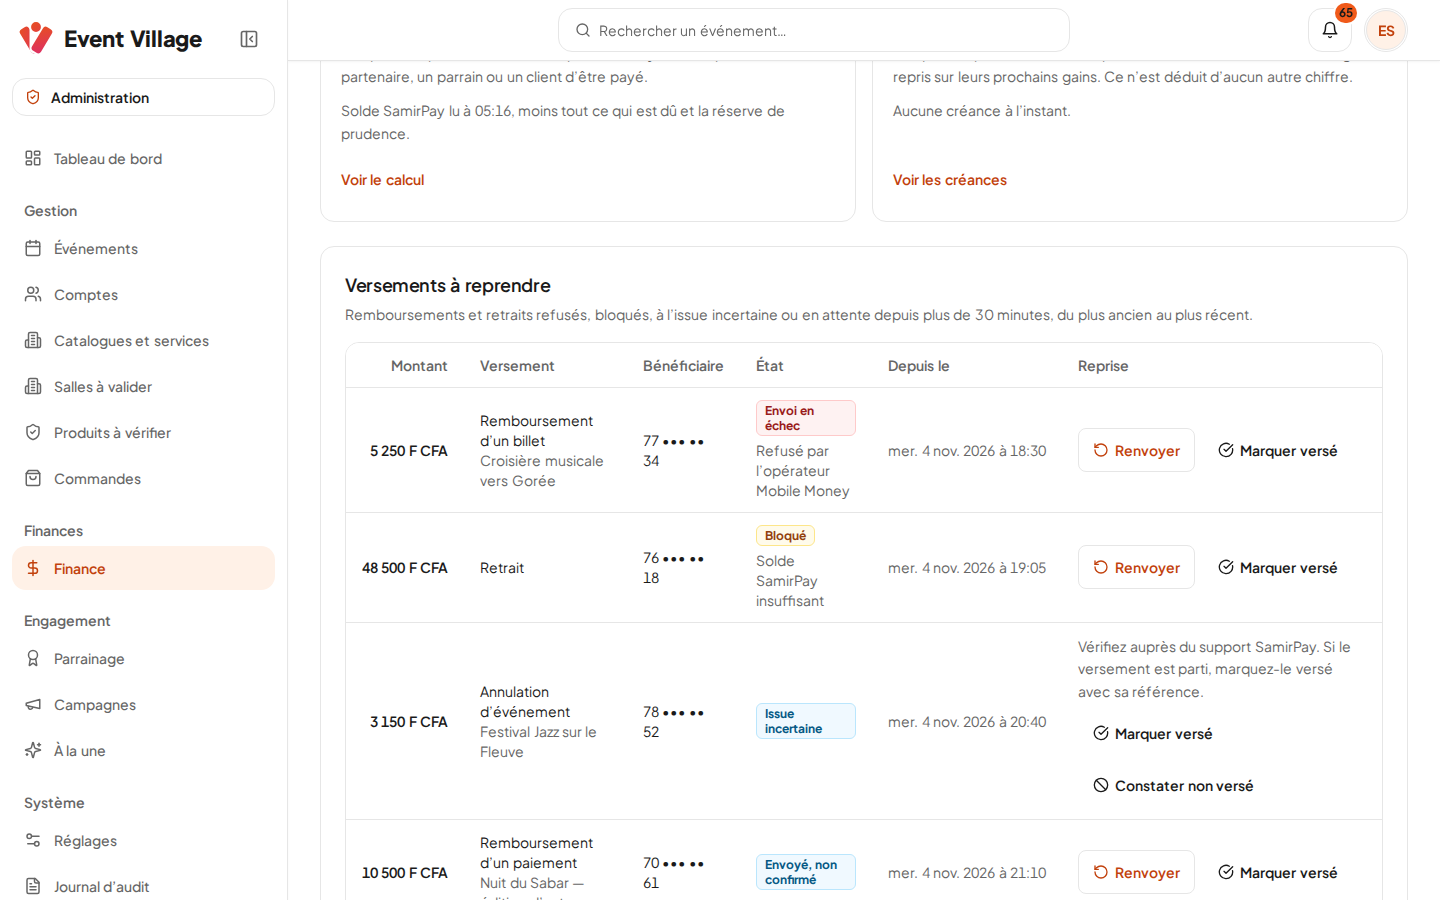 Event Village
Rechercher un événement…
65
ES
Administration
Tableau de bord
Gestion
Événements
Comptes
Catalogues et services
Salles à valider
Produits à vérifier
Commandes
Finances
Finance
Engagement
Parrainage
Campagnes
À la une
Système
Réglages
Journal d’audit
partenaire, un parrain ou un client d’être payé.
Solde SamirPay lu à 05:16, moins tout ce qui est dû et la réserve de
prudence.
Voir le calcul
repris sur leurs prochains gains. Ce n’est déduit d’aucun autre chiffre.
Aucune créance à l’instant.
Voir les créances
Versements à reprendre
Remboursements et retraits refusés, bloqués, à l’issue incertaine ou en attente depuis plus de 30 minutes, du plus ancien au plus récent.
Montant Versement Bénéficiaire État Depuis le Reprise
5 250 F CFA
Remboursement
d’un billet
Croisière musicale
vers Gorée
77 ••• ••
34
Envoi en
échec
Refusé par
l’opérateur
Mobile Money
mer. 4 nov. 2026 à 18:30
Renvoyer
Marquer versé
48 500 F CFA
Retrait
76 ••• ••
18
Bloqué
Solde
SamirPay
insuffisant
mer. 4 nov. 2026 à 19:05
Renvoyer
Marquer versé
3 150 F CFA
Annulation
d’événement
Festival Jazz sur le
Fleuve
78 ••• ••
52
Issue
incertaine
mer. 4 nov. 2026 à 20:40
Vérifiez auprès du support SamirPay. Si le
versement est parti, marquez-le versé
avec sa référence.
Marquer versé
Constater non versé
10 500 F CFA
Remboursement
d’un paiement
Nuit du Sabar —
70 ••• ••
61
Envoyé, non
confirmé
mer. 4 nov. 2026 à 21:10
Renvoyer
Marquer versé